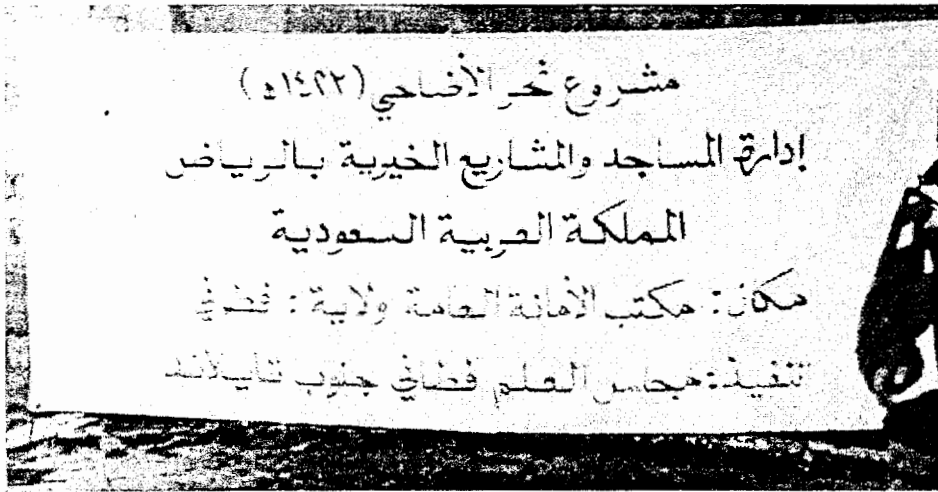 مشروع نحر الأضاحي (١٤٢٢ه)
إدارة المساجد والمشاريع الخيرية بالرياض
المملكة العربية السعودية
مكان: مكتب الأمانة العامة ولاية: فطاني
تنفيذ: مجلس العلم فطاني جنوب تايلاند